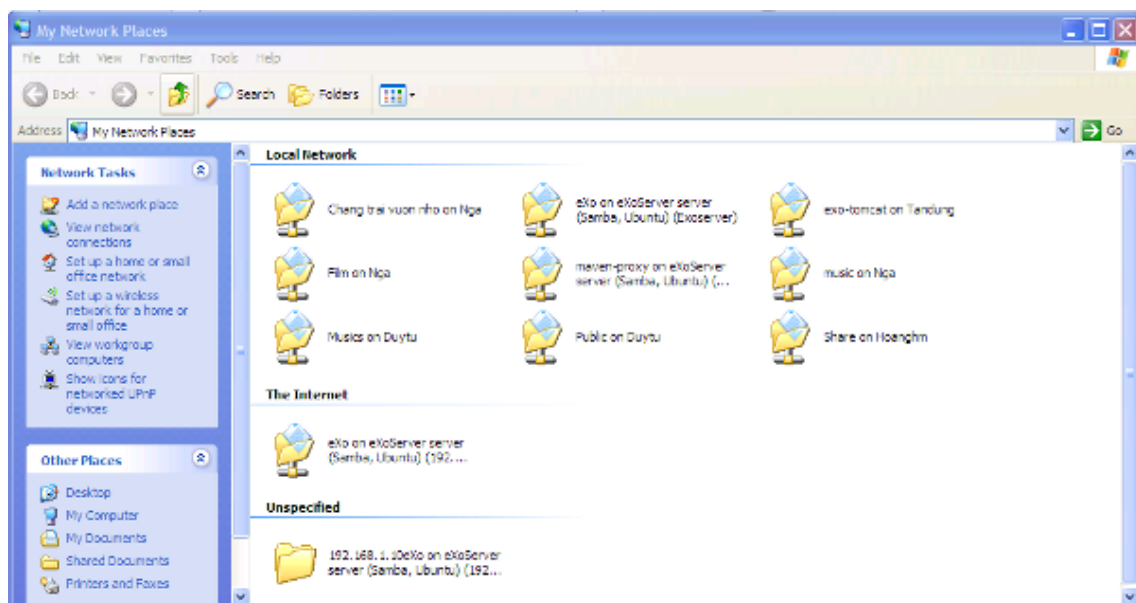 My Network Places
File Edit View Favorites Tools Help
Back Search Folders
Address My Network Places Go
Network Tasks
Add a network place
View network
connections
Set up a home or small
office network
Set up a wireless
network for a home or
small office
View workgroup
computers
Show icons for
networked UPnP
devices
Other Places
Desktop
My Computer
My Documents
Shared Documents
Printers and Faxes
Local Network
Chang trai vuon nho on Nga
eXo on eXoServer server
(Samba, Ubuntu) (Exoserver)
exo-tomcat on Tandung
Film on Nga
maven-proxy on eXoServer
server (Samba, Ubuntu) (...
music on Nga
Musics on Duytu
Public on Duytu
Share on Hoanghm
The Internet
eXo on eXoServer server
(Samba, Ubuntu) (192....
Unspecified
192.168.1.10eXo on eXoServer
server (Samba, Ubuntu) (192...